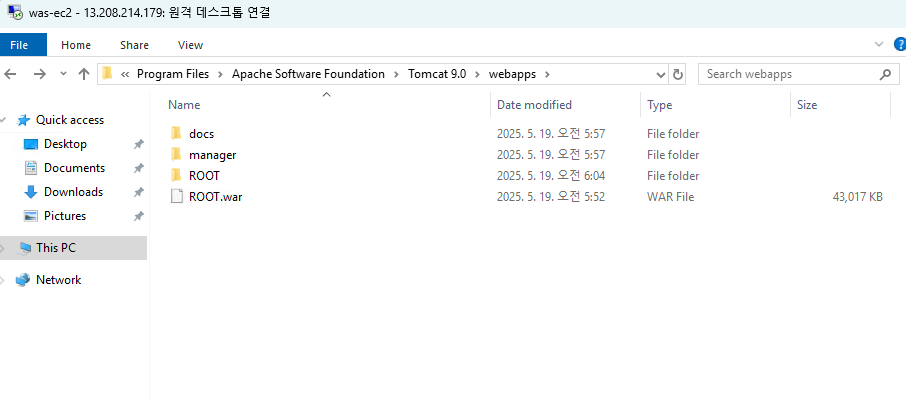 was-ec2 - 13.208.214.179: 원격 데스크톱 연결
File Home Share View
« Program Files > Apache Software Foundation > Tomcat 9.0 > webapps > Search webapps
Name Date modified Type Size
Quick access
Desktop
Documents
Downloads
Pictures
This PC
Network
docs 2025. 5. 19. 오전 5:57 File folder
manager 2025. 5. 19. 오전 5:57 File folder
ROOT 2025. 5. 19. 오전 6:04 File folder
ROOT.war 2025. 5. 19. 오전 5:52 WAR File 43,017 KB